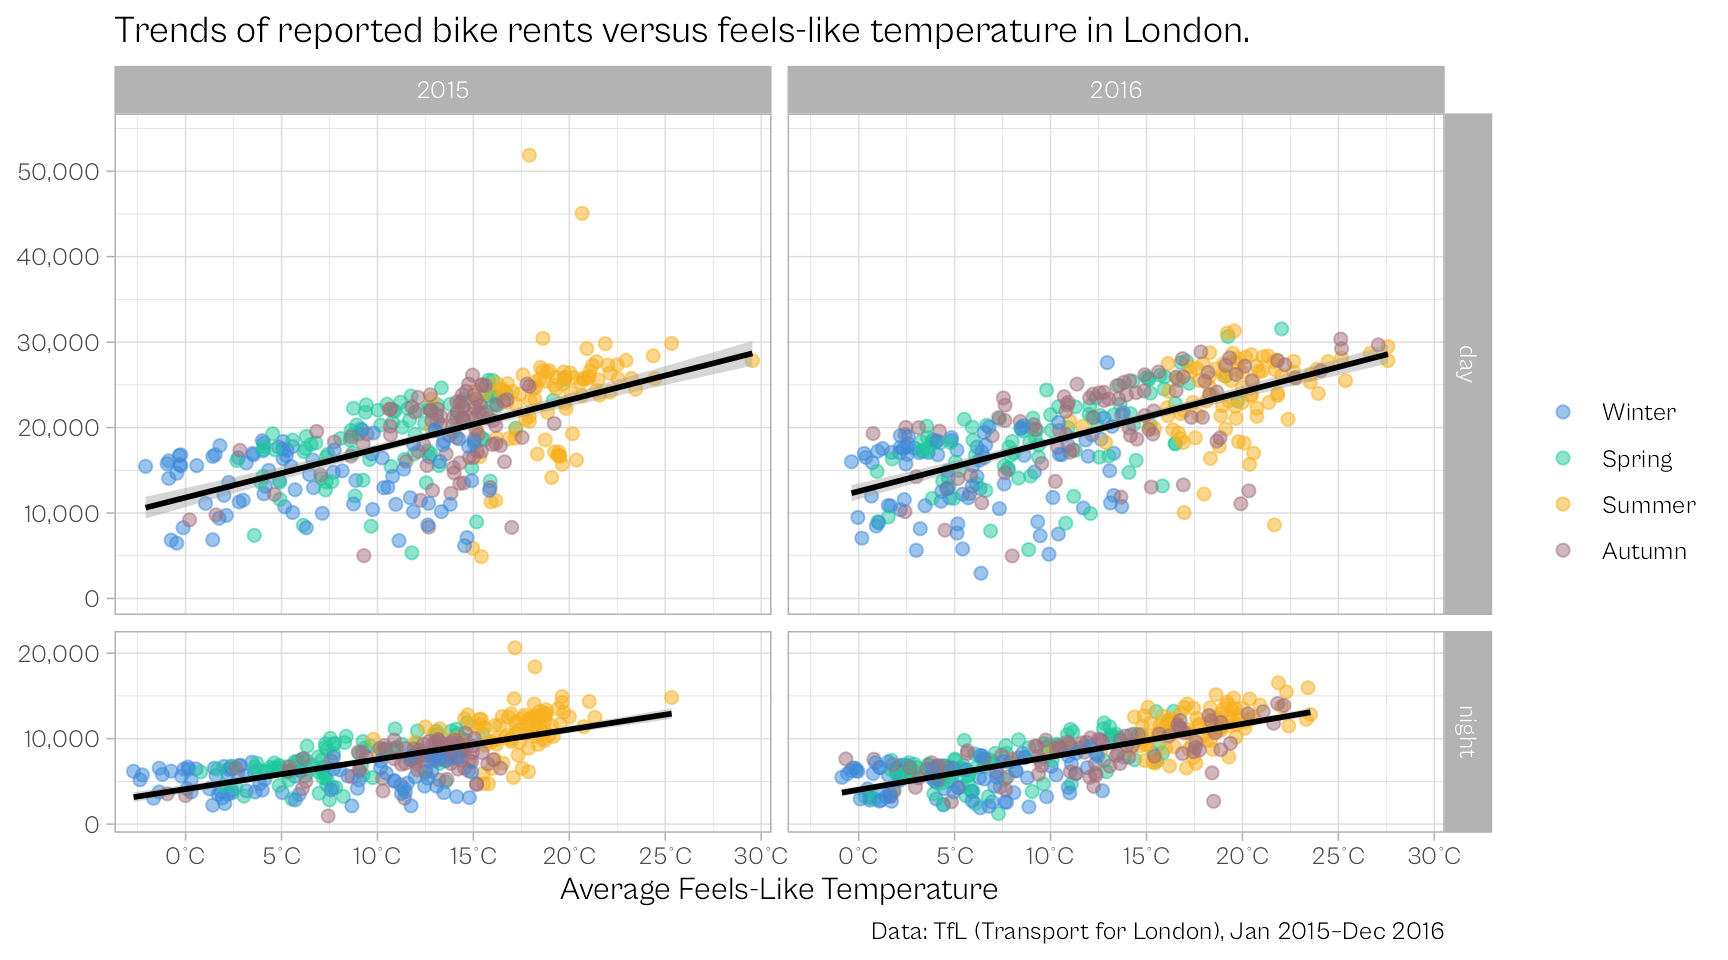 Trends of reported bike rents versus feels-like temperature in London.
2015 2016
50,000
40,000
30,000
20,000
10,000
0
day
Winter
Spring
Summer
Autumn
20,000
10,000
0
night
0°C 5°C 10°C 15°C 20°C 25°C 30°C 0°C 5°C 10°C 15°C 20°C 25°C 30°C
Average Feels-Like Temperature
Data: TfL (Transport for London), Jan 2015–Dec 2016